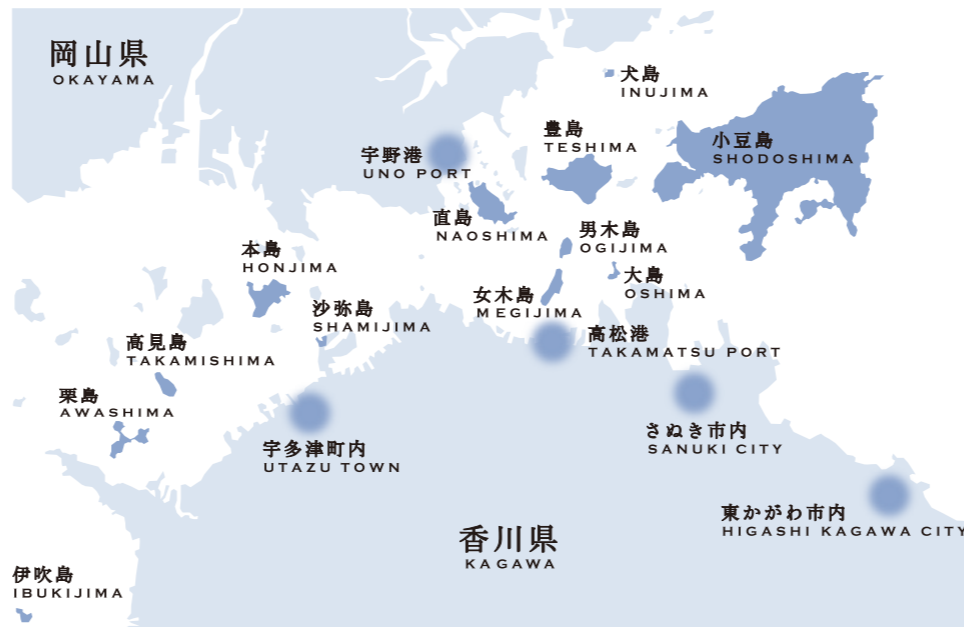 岡山県
OKAYAMA
犬島
INUJIMA
豊島
TESHIMA
小豆島
SHODOSHIMA
宇野港
UNO PORT
直島
NAOSHIMA
男木島
OGIJIMA
本島
HONJIMA
大島
OSHIMA
女木島
MEGIJIMA
沙弥島
SHAMIJIMA
高松港
TAKAMATSU PORT
高見島
TAKAMISHIMA
粟島
AWASHIMA
さぬき市内
SANUKI CITY
宇多津町内
UTAZU TOWN
東かがわ市内
HIGASHI KAGAWA CITY
香川県
KAGAWA
伊吹島
IBUKIJIMA